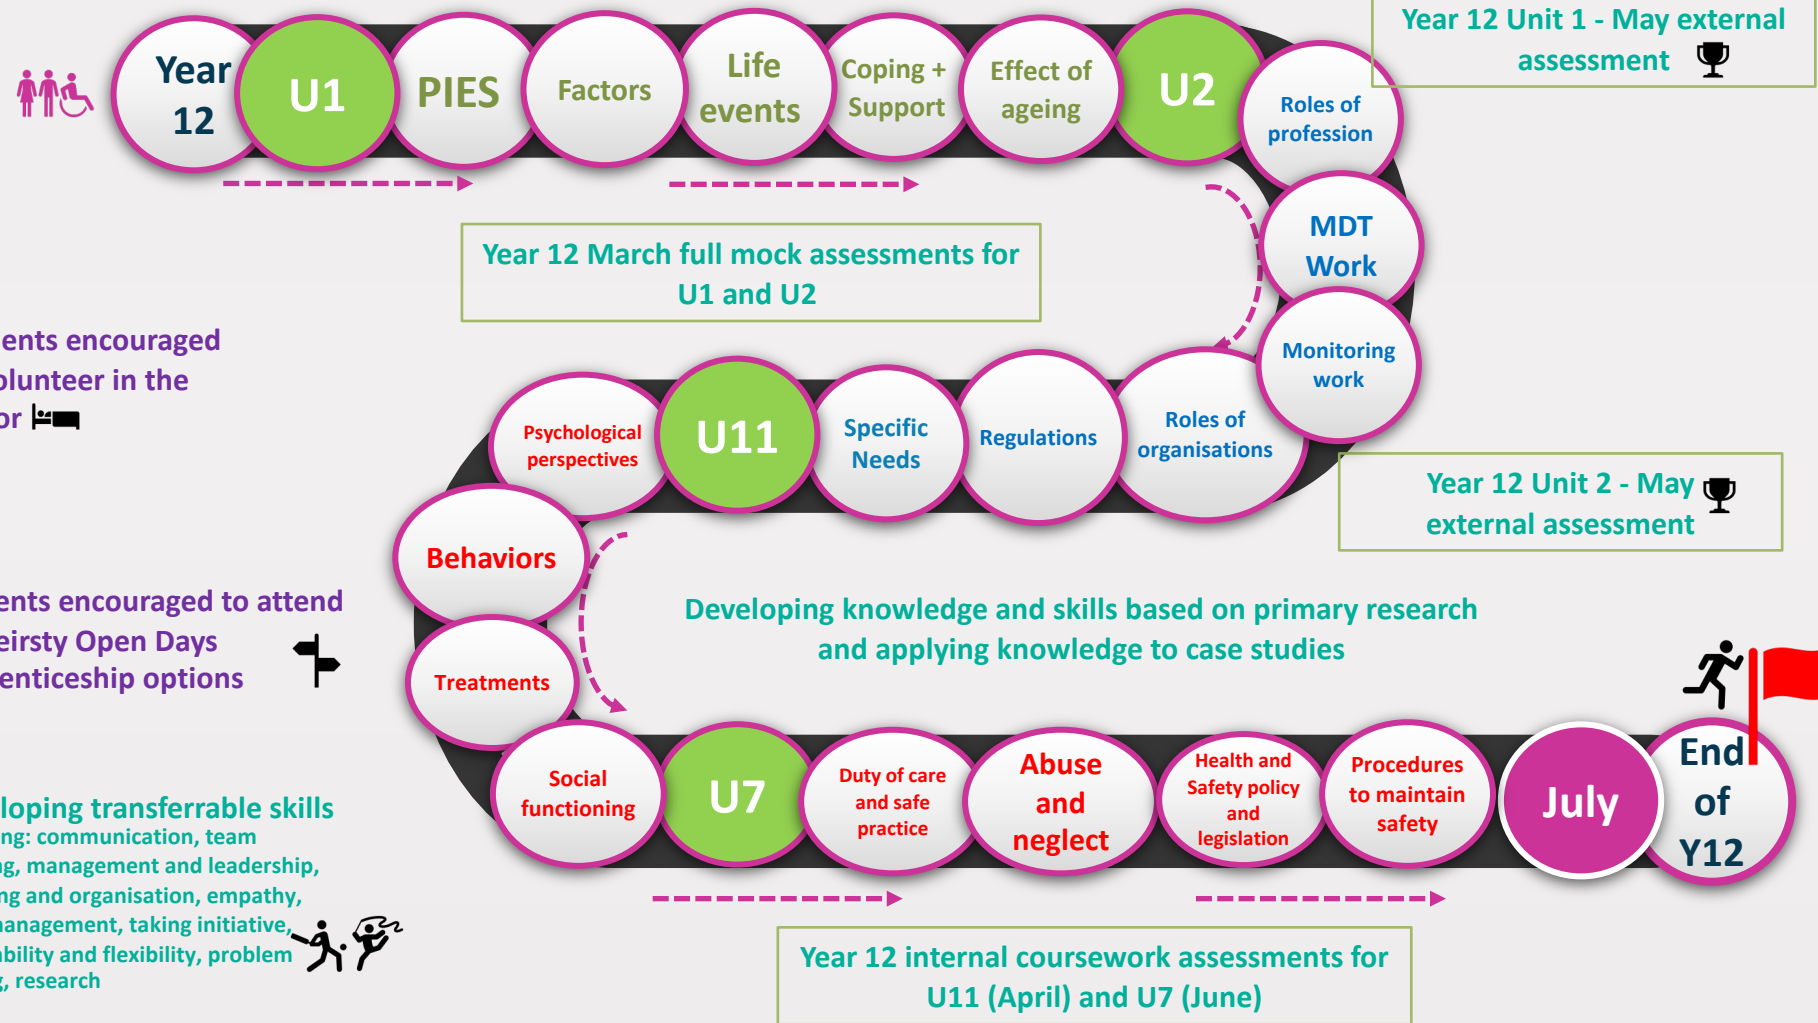 Year
12
U1
PIES
Factors
Life
events
Coping +
Support
Effect of
ageing
U2
Year 12 Unit 1 - May external
assessment
Roles of
profession
MDT
Work
Monitoring
work
Year 12 March full mock assessments for
U1 and U2
ents encouraged
olunteer in the
or
Psychological
perspectives
U11
Specific
Needs
Regulations
Roles of
organisations
Year 12 Unit 2 - May
external assessment
Behaviors
Treatments
Developing knowledge and skills based on primary research
and applying knowledge to case studies
ents encouraged to attend
eirsty Open Days
enticeship options
Social
functioning
U7
Duty of care
and safe
practice
Abuse
and
neglect
Health and
Safety policy
and
legislation
Procedures
to maintain
safety
July
End
of
Y12
loping transferrable skills
ng: communication, team
ng, management and leadership,
ng and organisation, empathy,
management, taking initiative,
bility and flexibility, problem
g, research
Year 12 internal coursework assessments for
U11 (April) and U7 (June)